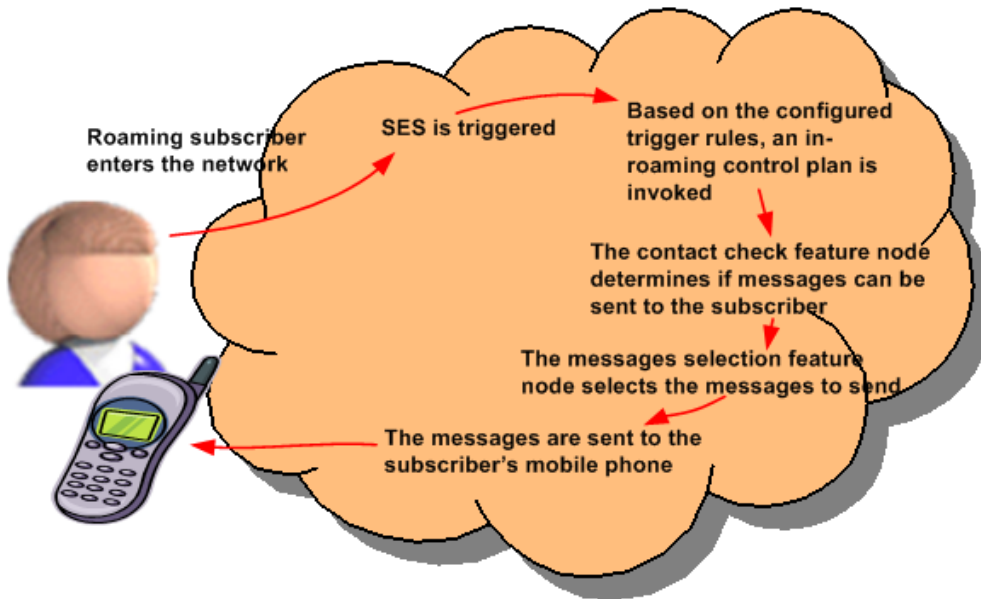 Roaming subscriber
enters the network
SES is triggered
Based on the configured
trigger rules, an in-
roaming control plan is
invoked
The contact check feature node
determines if messages can be
sent to the subscriber
The messages selection feature
node selects the messages to send
The messages are sent to the
subscriber’s mobile phone